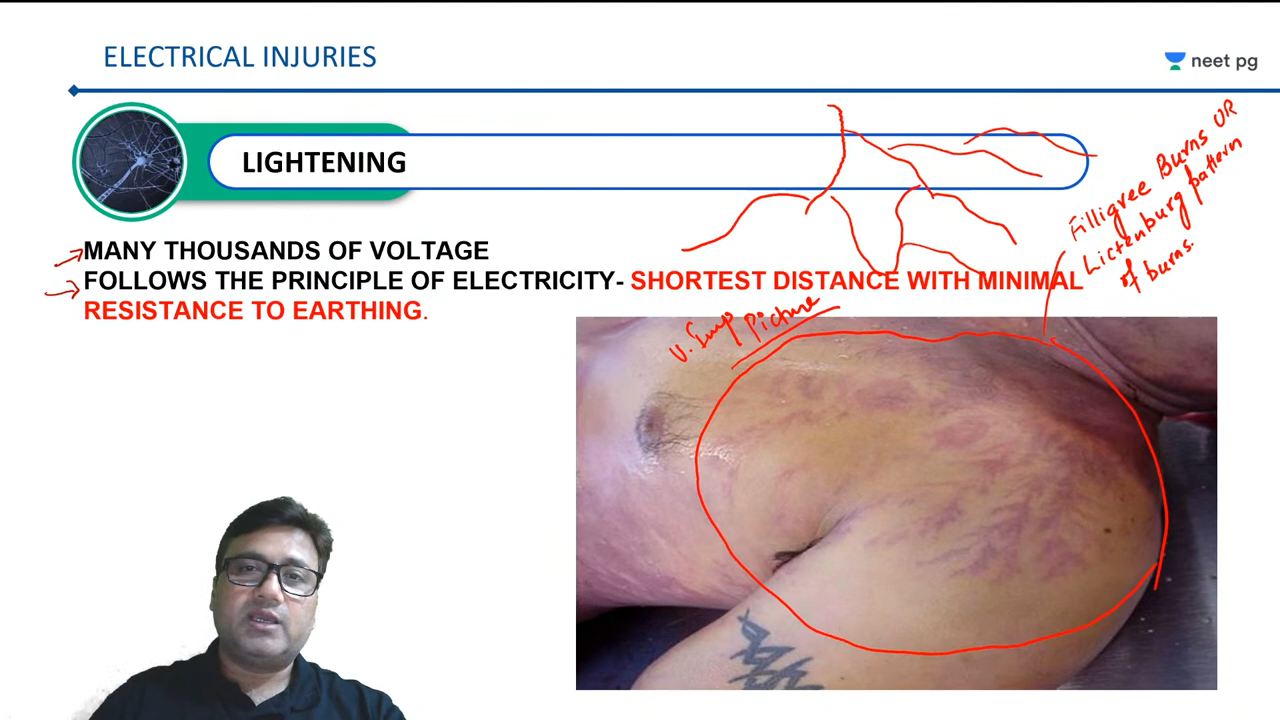 ELECTRICAL INJURIES
neet pg
LIGHTENING
Filligree Burns OR
Lictenburg pattern
of burns.
MANY THOUSANDS OF VOLTAGE
FOLLOWS THE PRINCIPLE OF ELECTRICITY- SHORTEST DISTANCE WITH MINIMAL
RESISTANCE TO EARTHING.
V. Imp Picture